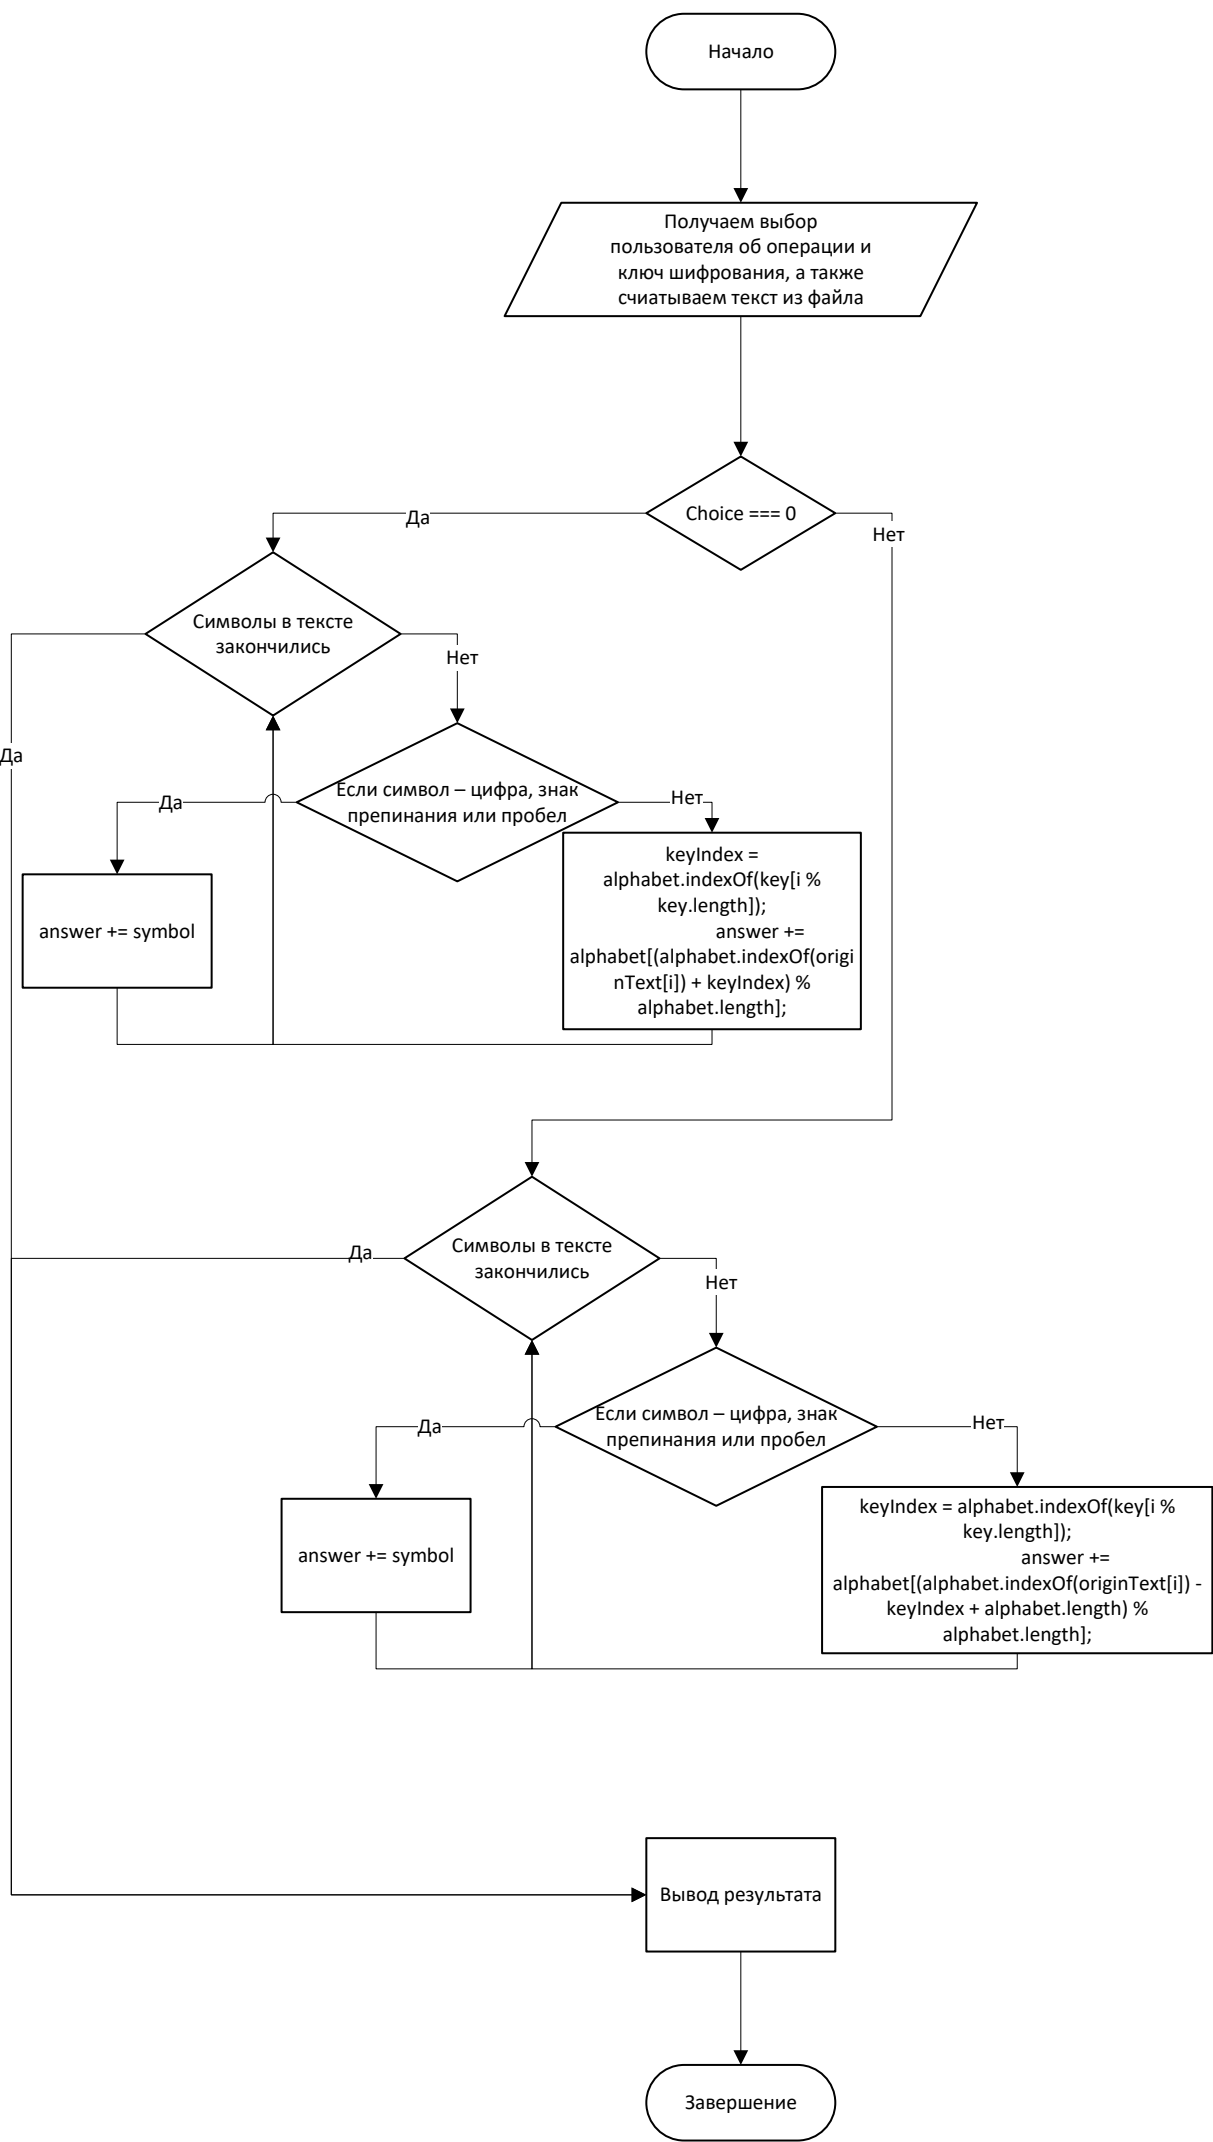 Начало
Получаем выбор
пользователя об операции и
ключ шифрования, а также
счиатываем текст из файла
Choice === 0
Да
Нет
Символы в тексте
закончились
Нет
Да
Если символ – цифра, знак
препинания или пробел
Да
Нет
answer += symbol
keyIndex =
alphabet.indexOf(key[i %
key.length]);
answer +=
alphabet[(alphabet.indexOf(origi
nText[i]) + keyIndex) %
alphabet.length];
Символы в тексте
закончились
Да
Нет
Если символ – цифра, знак
препинания или пробел
Да
Нет
answer += symbol
keyIndex = alphabet.indexOf(key[i %
key.length]);
answer +=
alphabet[(alphabet.indexOf(originText[i]) -
keyIndex + alphabet.length) %
alphabet.length];
Вывод результата
Завершение